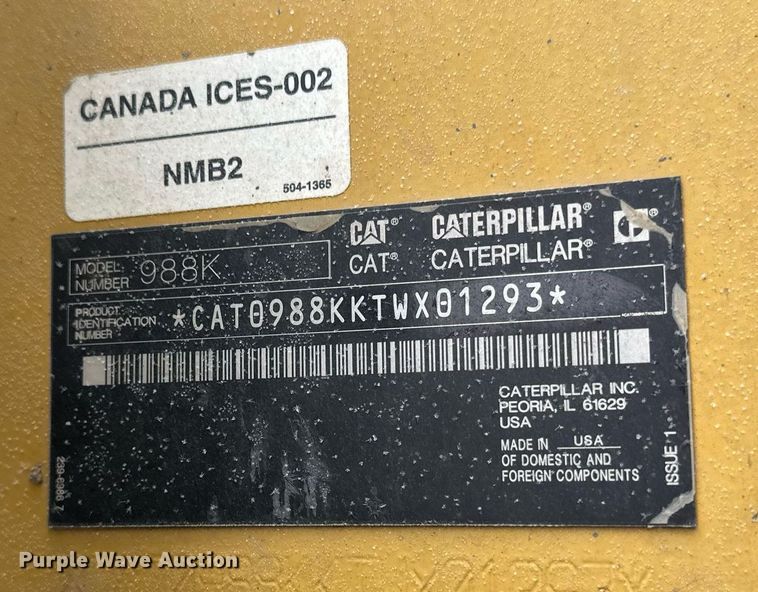 CANADA ICES-002
NMB2
504-1365
CAT® CATERPILLAR® ®
CAT® CATERPILLAR®
MODEL NUMBER 988K
PRODUCT IDENTIFICATION NUMBER *CAT0988KKTWX01293*
CATERPILLAR INC.
PEORIA, IL 61629
USA
MADE IN USA
OF DOMESTIC AND
FOREIGN COMPONENTS
ISSUE 1
Purple Wave Auction